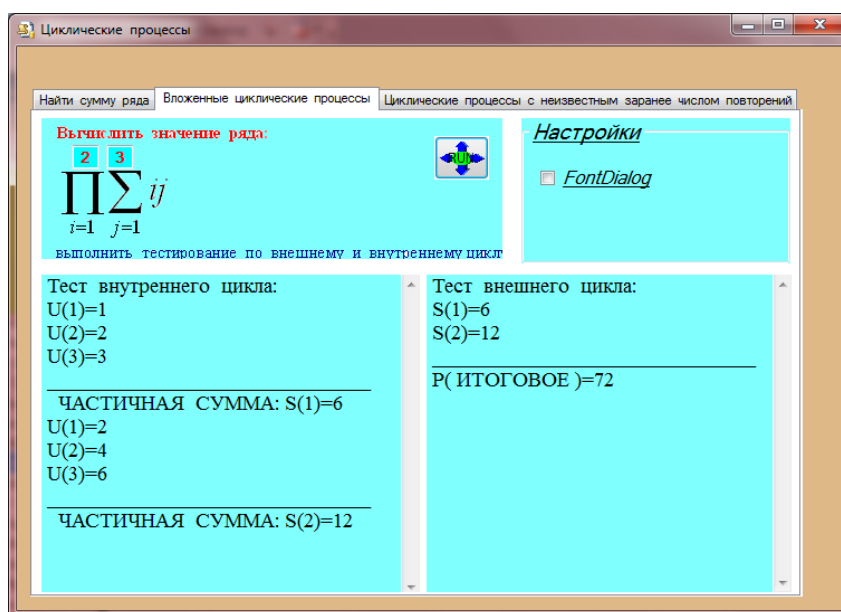 Циклические процессы
Найти сумму ряда Вложенные циклические процессы Циклические процессы с неизвестным заранее числом повторений
Вычислить значение ряда:
2 3
∏ ∑ ij
i=1 j=1
RUN
выполнить тестирование по внешнему и внутреннему цикл
Настройки
FontDialog
Тест внутреннего цикла:
U(1)=1
U(2)=2
U(3)=3
ЧАСТИЧНАЯ СУММА: S(1)=6
U(1)=2
U(2)=4
U(3)=6
ЧАСТИЧНАЯ СУММА: S(2)=12
Тест внешнего цикла:
S(1)=6
S(2)=12
P( ИТОГОВОЕ )=72